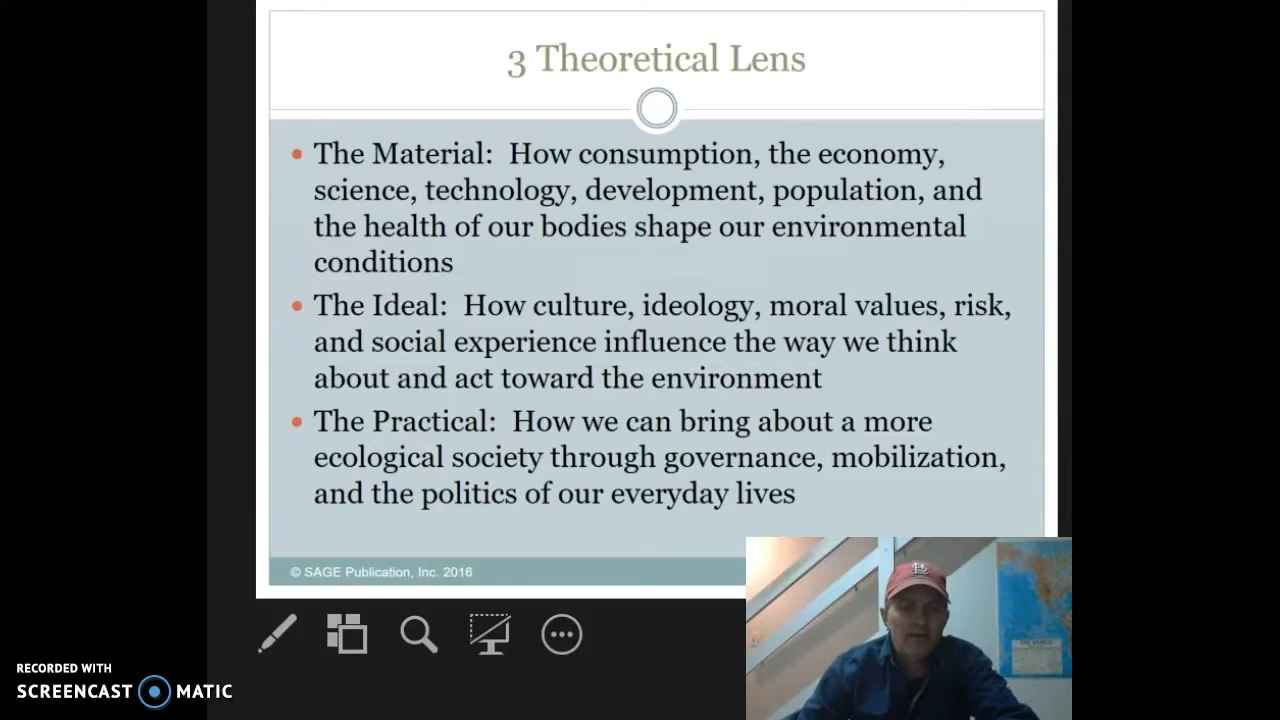 3 Theoretical Lens
The Material:  How consumption, the economy,
science, technology, development, population, and
the health of our bodies shape our environmental
conditions
The Ideal:  How culture, ideology, moral values, risk,
and social experience influence the way we think
about and act toward the environment
The Practical:  How we can bring about a more
ecological society through governance, mobilization,
and the politics of our everyday lives
© SAGE Publication, Inc. 2016
RECORDED WITH
SCREENCAST MATIC